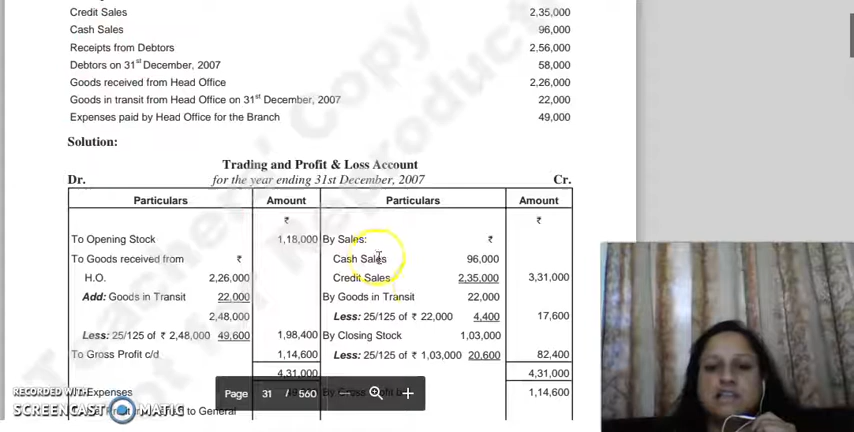 Credit Sales 2,35,000
Cash Sales 96,000
Receipts from Debtors 2,56,000
Debtors on 31st December, 2007 58,000
Goods received from Head Office 2,26,000
Goods in transit from Head Office on 31st December, 2007 22,000
Expenses paid by Head Office for the Branch 49,000
Solution:
Trading and Profit & Loss Account
Dr. for the year ending 31st December, 2007 Cr.
Particulars Amount Particulars Amount
₹ ₹
To Opening Stock 1,18,000 By Sales: ₹
To Goods received from ₹ Cash Sales 96,000
H.O. 2,26,000 Credit Sales 2,35,000 3,31,000
Add: Goods in Transit 22,000 By Goods in Transit 22,000
2,48,000 Less: 25/125 of ₹ 22,000 4,400 17,600
Less: 25/125 of ₹ 2,48,000 49,600 1,98,400 By Closing Stock 1,03,000
To Gross Profit c/d 1,14,600 Less: 25/125 of ₹ 1,03,000 20,600 82,400
4,31,000 4,31,000
Expenses 1,14,600
to General
Page 31 / 560
RECORDED WITH
SCREENCAST MATIC
Teachers' Copy
Not for Reproduct